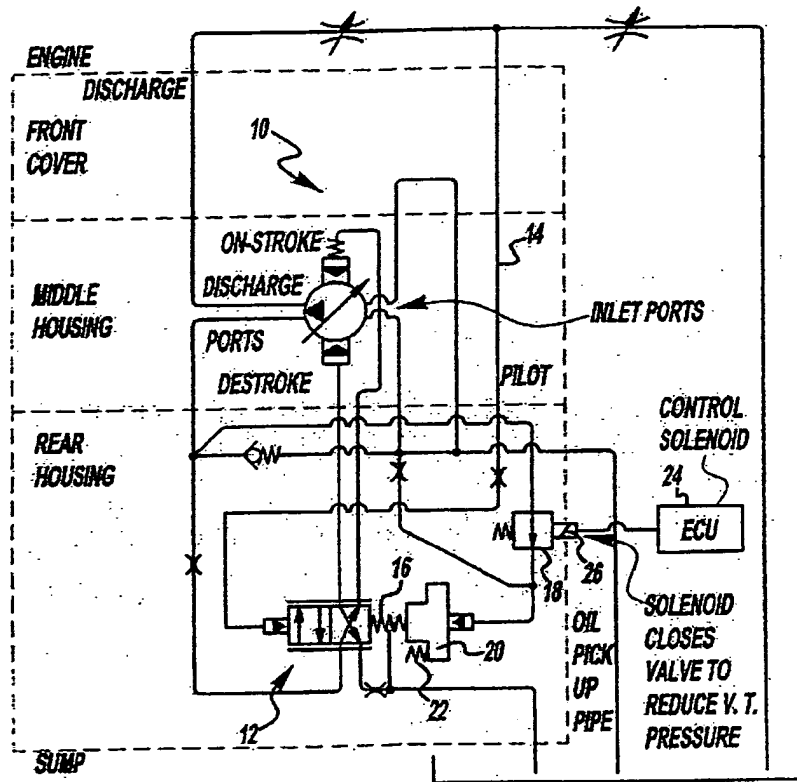 ENGINE
DISCHARGE
FRONT
COVER
10
ON-STROKE
14
MIDDLE
HOUSING
DISCHARGE
PORTS
INLET PORTS
DESTROKE
PILOT
REAR
HOUSING
CONTROL
SOLENOID
24
ECU
16
18
26
20
22
12
OIL
PICK
UP
PIPE
SOLENOID
CLOSES
VALVE TO
REDUCE V. T.
PRESSURE
SUMP